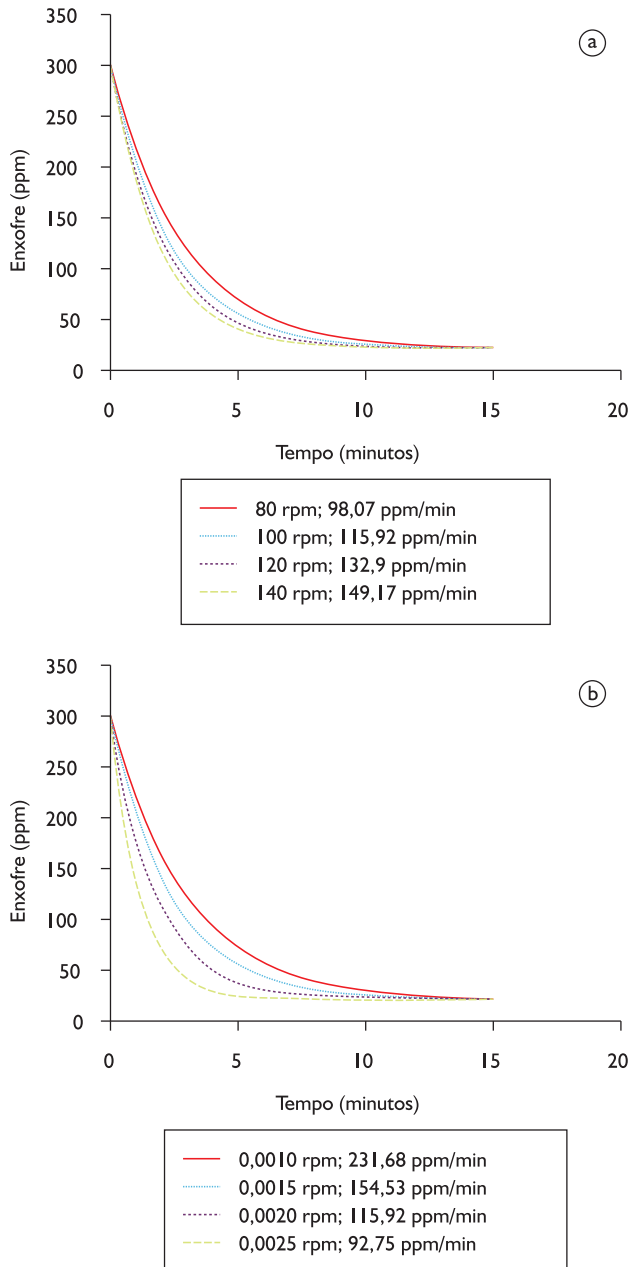 a
350
300
250
200
150
100
50
0
Enxofre (ppm)
0 5 10 15 20
Tempo (minutos)
80 rpm; 98,07 ppm/min
100 rpm; 115,92 ppm/min
120 rpm; 132,9 ppm/min
140 rpm; 149,17 ppm/min
b
350
300
250
200
150
100
50
0
Enxofre (ppm)
0 5 10 15 20
Tempo (minutos)
0,0010 rpm; 231,68 ppm/min
0,0015 rpm; 154,53 ppm/min
0,0020 rpm; 115,92 ppm/min
0,0025 rpm; 92,75 ppm/min